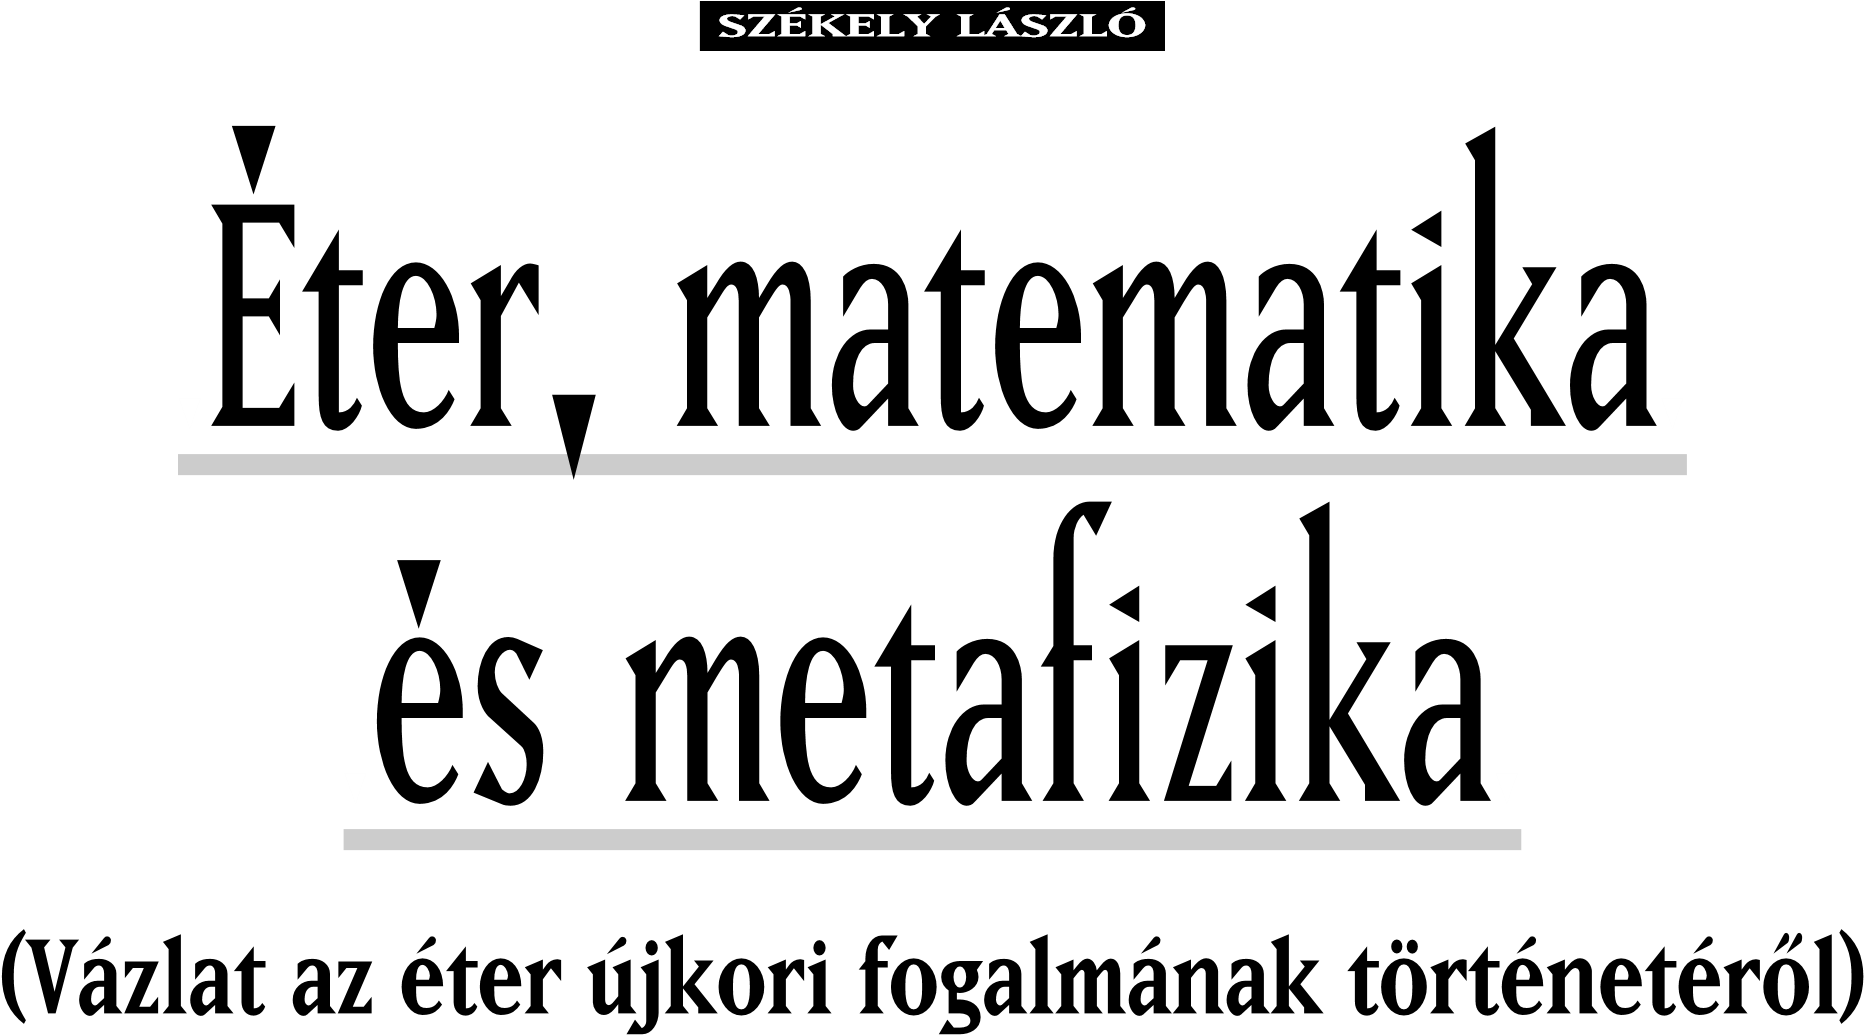 SZÉKELY LÁSZLÓ
Éter, matematika
és metafizika
(Vázlat az éter újkori fogalmának történetéről)